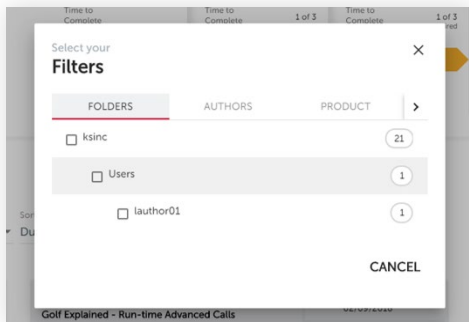 Time to
Complete
Time to
Complete
1 of 3
Time to
Complete
1 of 3
Select your
Filters
FOLDERS
AUTHORS
PRODUCT
ksinc
21
Users
1
lauthor01
1
CANCEL
Golf Explained - Run-time Advanced Calls